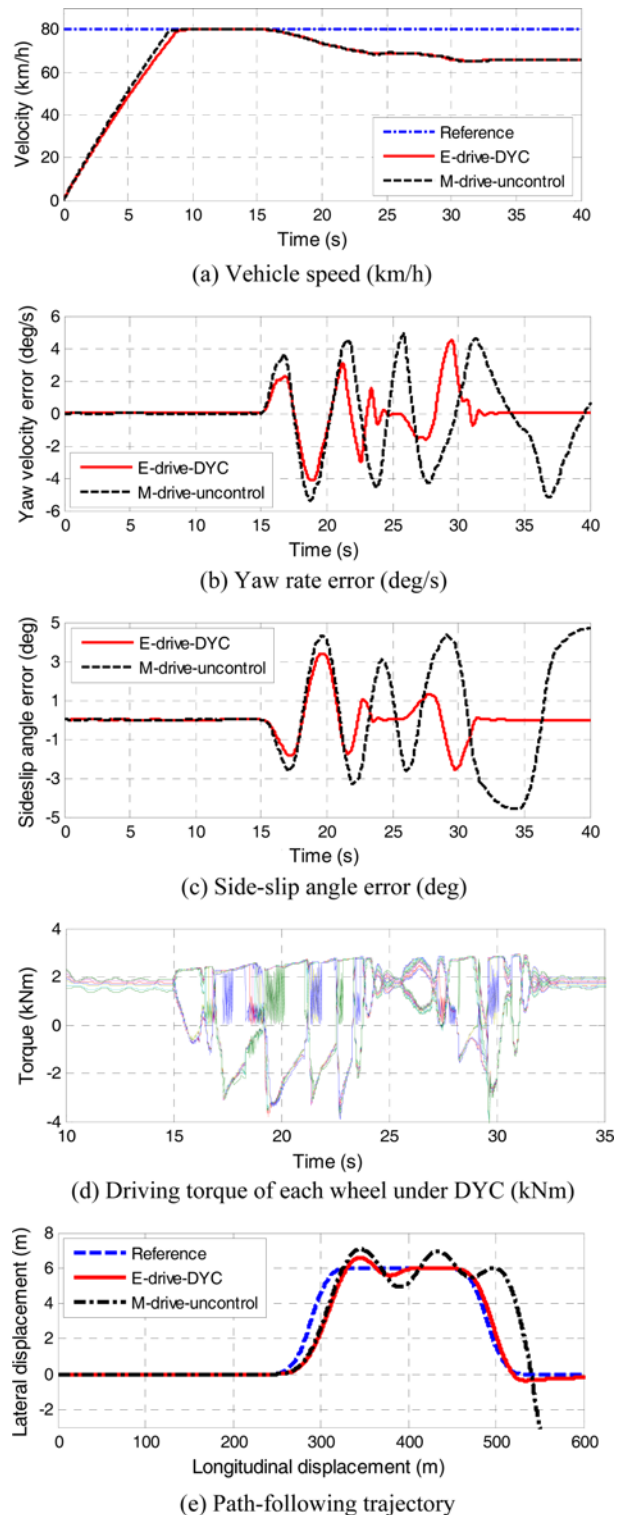 80
60
40
20
0
Velocity (km/h)
Reference
E-drive-DYC
M-drive-uncontrol
0 5 10 15 20 25 30 35 40
Time (s)
(a) Vehicle speed (km/h)
6
4
2
0
-2
-4
-6
Yaw velocity error (deg/s)
E-drive-DYC
M-drive-uncontrol
0 5 10 15 20 25 30 35 40
Time (s)
(b) Yaw rate error (deg/s)
5
3
1
-1
-3
-5
Sideslip angle error (deg)
E-drive-DYC
M-drive-uncontrol
0 5 10 15 20 25 30 35 40
Time (s)
(c) Side-slip angle error (deg)
4
2
0
-2
-4
Torque (kNm)
10 15 20 25 30 35
Time (s)
(d) Driving torque of each wheel under DYC (kNm)
8
6
4
2
0
-2
Lateral displacement (m)
Reference
E-drive-DYC
M-drive-uncontrol
0 100 200 300 400 500 600
Longitudinal displacement (m)
(e) Path-following trajectory